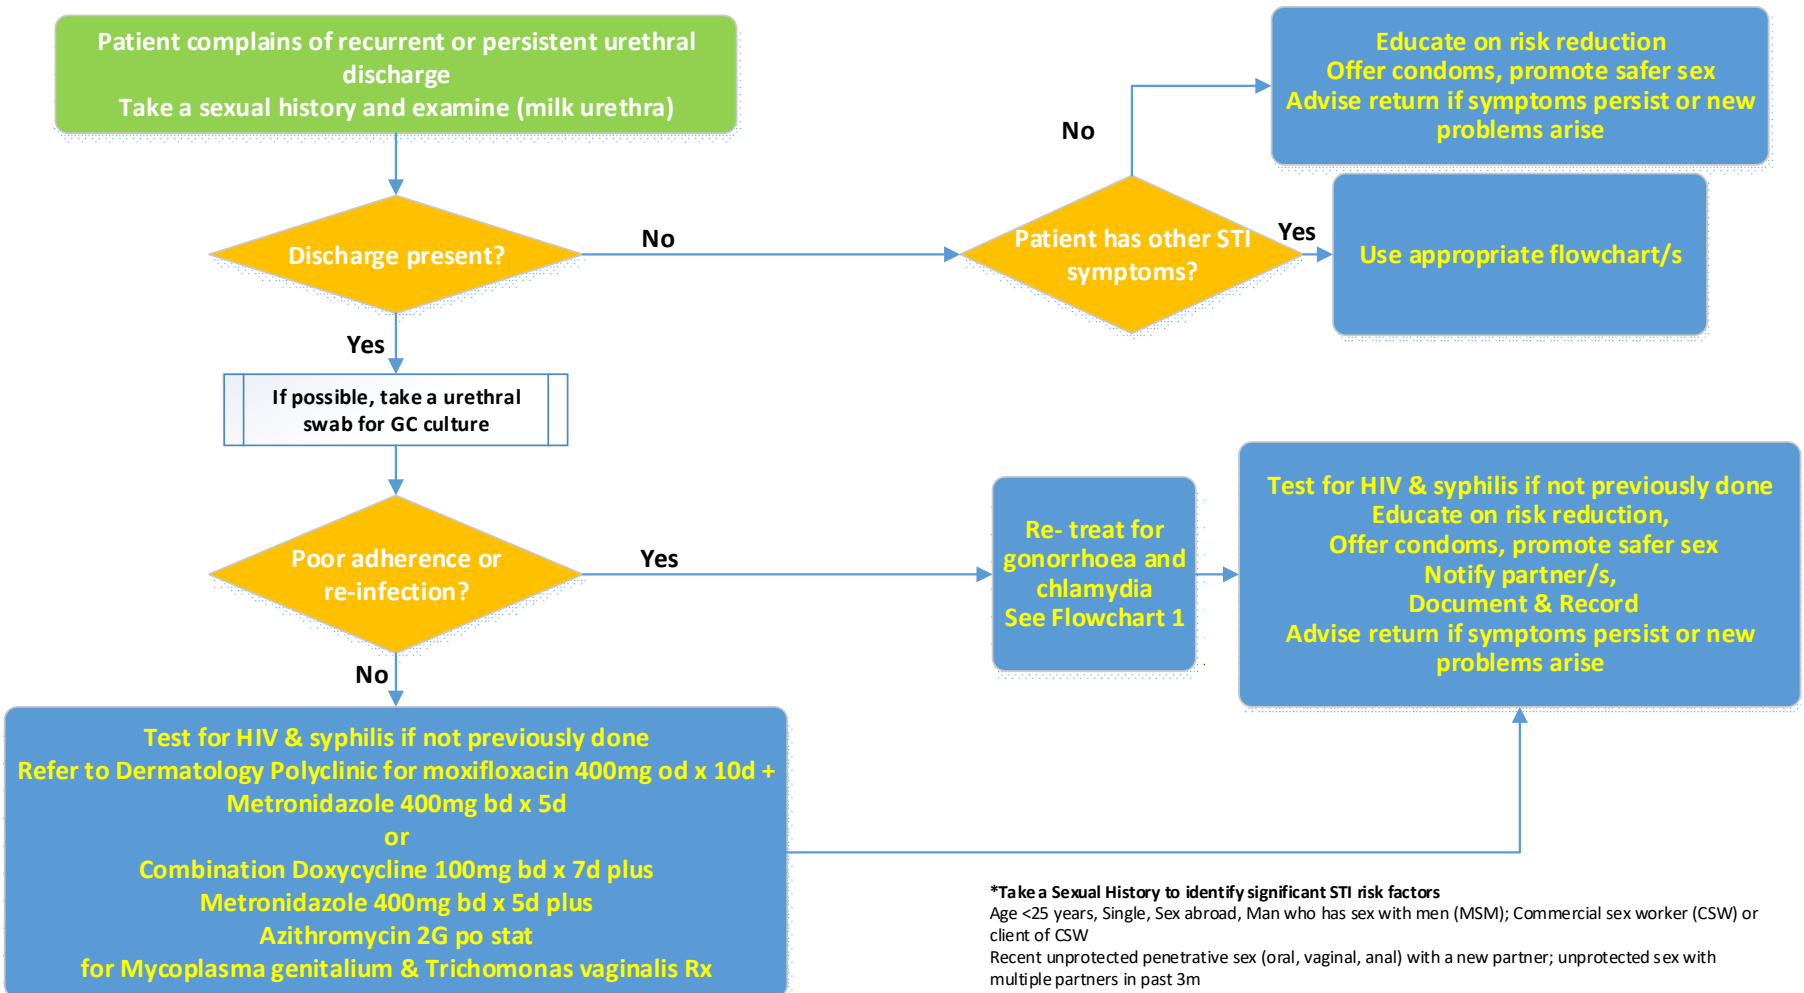 Patient complains of recurrent or persistent urethral
discharge
Take a sexual history and examine (milk urethra)
Educate on risk reduction
Offer condoms, promote safer sex
Advise return if symptoms persist or new
problems arise
No
Discharge present?
No
Patient has other STI
symptoms?
Yes
Use appropriate flowchart/s
Yes
If possible, take a urethral
swab for GC culture
Poor adherence or
re-infection?
Yes
Re- treat for
gonorrhoea and
chlamydia
See Flowchart 1
Test for HIV & syphilis if not previously done
Educate on risk reduction,
Offer condoms, promote safer sex
Notify partner/s,
Document & Record
Advise return if symptoms persist or new
problems arise
No
Test for HIV & syphilis if not previously done
Refer to Dermatology Polyclinic for moxifloxacin 400mg od x 10d +
Metronidazole 400mg bd x 5d
or
Combination Doxycycline 100mg bd x 7d plus
Metronidazole 400mg bd x 5d plus
Azithromycin 2G po stat
for Mycoplasma genitalium & Trichomonas vaginalis Rx
*Take a Sexual History to identify significant STI risk factors
Age <25 years, Single, Sex abroad, Man who has sex with men (MSM); Commercial sex worker (CSW) or
client of CSW
Recent unprotected penetrative sex (oral, vaginal, anal) with a new partner; unprotected sex with
multiple partners in past 3m